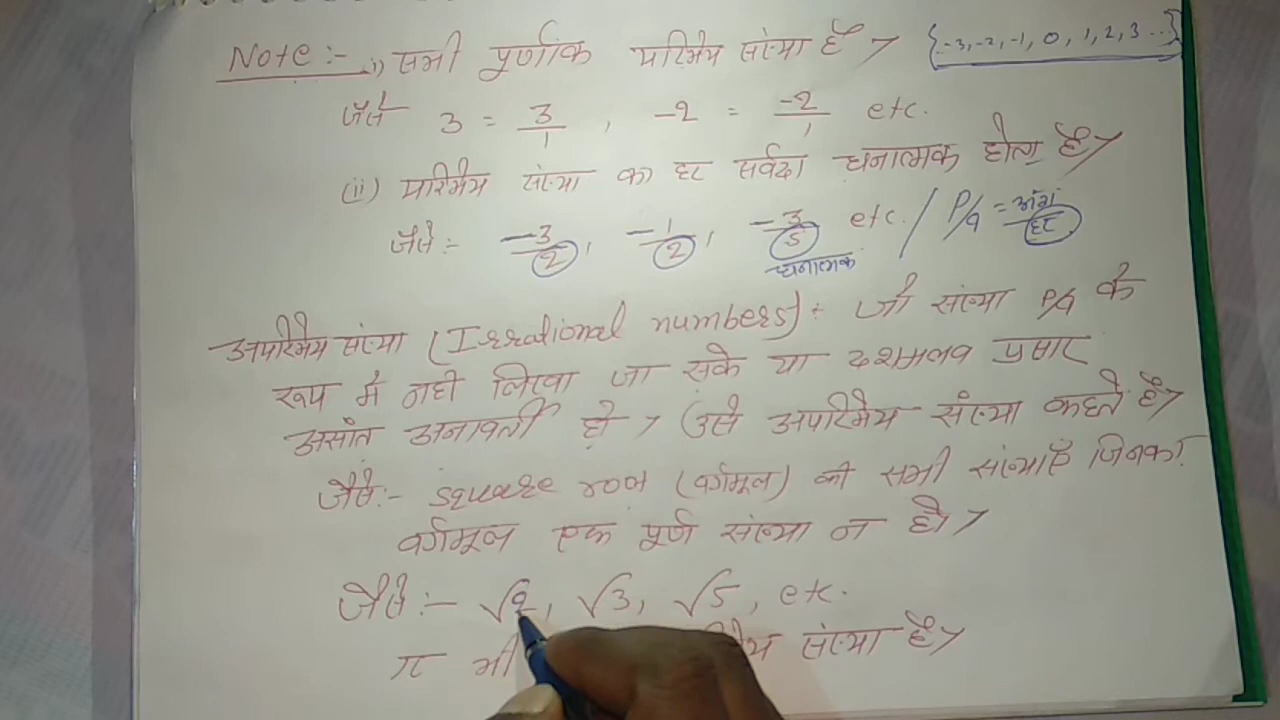 Note :- (i) सभी पूर्णांक परिमेय संख्या है > {..-3,-2,-1, 0, 1, 2, 3...}
जैसे 3 = 3/1 , -2 = -2/1 etc.
(ii) परिमेय संख्या का हर सर्वदा धनात्मक होता है >
जैसे :- -3/2, -1/2, -3/5 etc. / P/q = अंश/हर
धनात्मक
अपरिमेय संख्या (Irrational numbers) ÷ जो संख्या P/q के
रूप में नही लिखा जा सके या दशमलव प्रसार
असांत अनावर्ती हो > उसे अपरिमेय संख्या कहते है >
जैसे :- square root (वर्गमूल) की सभी संख्याएँ जिनका
वर्गमूल एक पूर्ण संख्या न हो >
जैसे :- √2, √3, √5, etc.
π भी संख्या है >